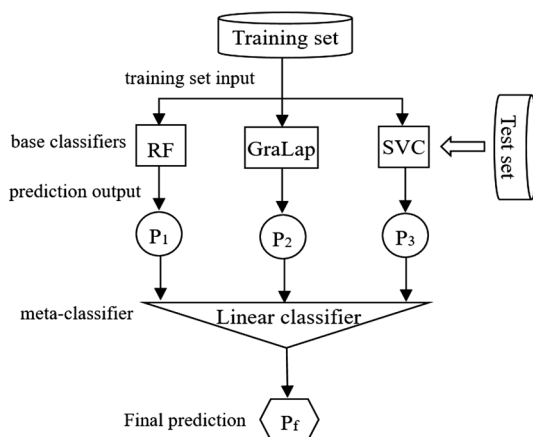 Training set
training set input
base classifiers
RF
GraLap
SVC
Test set
prediction output
P1
P2
P3
meta-classifier
Linear classifier
Final prediction
Pf